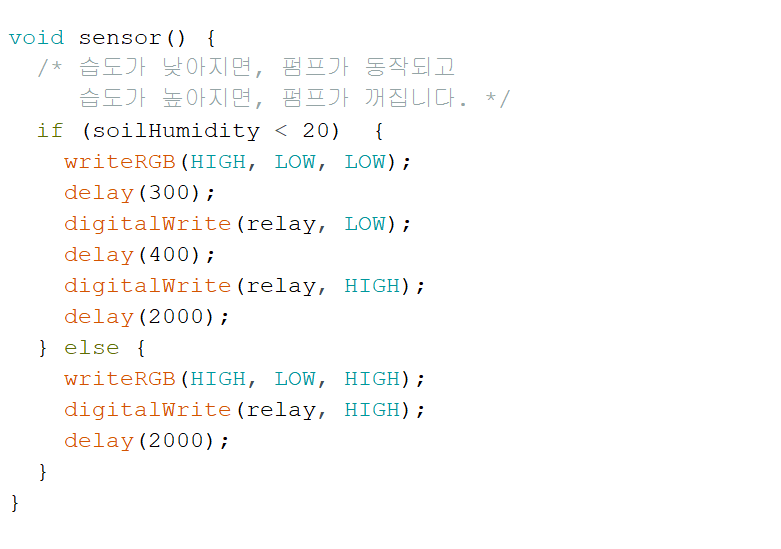 void sensor() {
  /* 습도가 낮아지면, 펌프가 동작되고
     습도가 높아지면, 펌프가 꺼집니다. */
  if (soilHumidity < 20)  {
    writeRGB(HIGH, LOW, LOW);
    delay(300);
    digitalWrite(relay, LOW);
    delay(400);
    digitalWrite(relay, HIGH);
    delay(2000);
  } else {
    writeRGB(HIGH, LOW, HIGH);
    digitalWrite(relay, HIGH);
    delay(2000);
  }
}